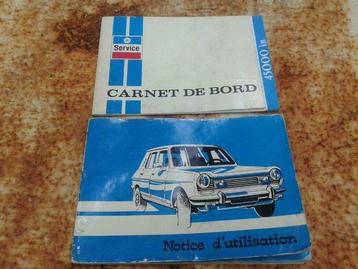 Service
CARNET DE BORD
45000 km
Notice d'utilisation